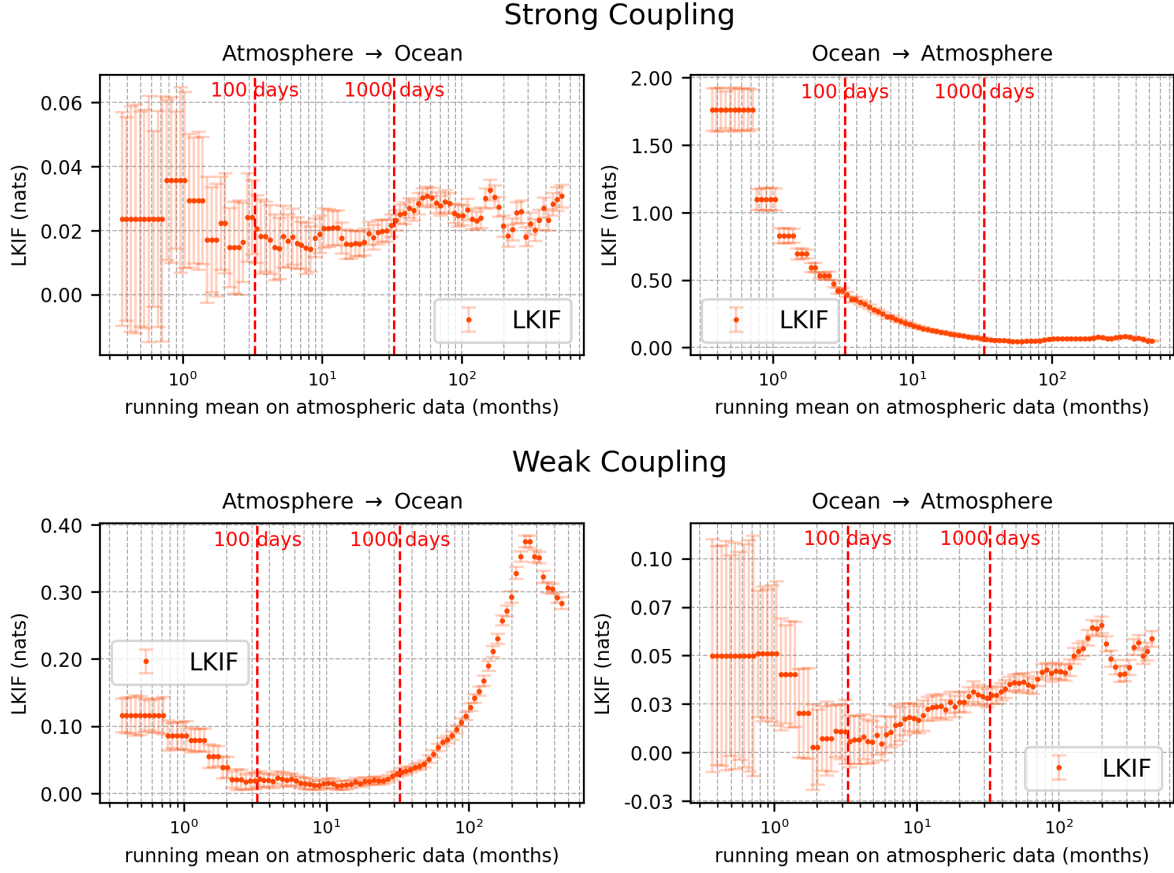 Strong Coupling
Atmosphere → Ocean
Ocean → Atmosphere
100 days
1000 days
100 days
1000 days
LKIF (nats)
0.06
0.04
0.02
0.00
LKIF
10⁰
10¹
10²
running mean on atmospheric data (months)
LKIF (nats)
2.00
1.50
1.00
0.50
0.00
LKIF
10⁰
10¹
10²
running mean on atmospheric data (months)
Weak Coupling
Atmosphere → Ocean
Ocean → Atmosphere
100 days
1000 days
100 days
1000 days
LKIF (nats)
0.40
0.30
0.20
0.10
0.00
LKIF
10⁰
10¹
10²
running mean on atmospheric data (months)
LKIF (nats)
0.10
0.07
0.05
0.03
0.00
-0.03
LKIF
10⁰
10¹
10²
running mean on atmospheric data (months)